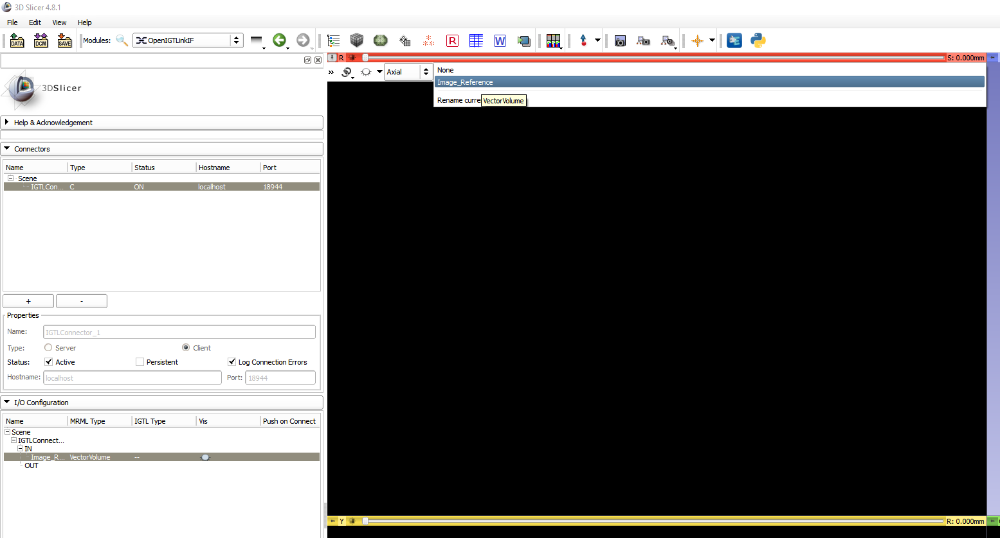 3D Slicer 4.8.1
File Edit View Help
DATA DCM SAVE Modules: OpenIGTLinkIF R W
R S: 0.000mm
Axial
None
Image_Reference
Rename curre VectorVolume
3DSlicer
Help & Acknowledgement
Connectors
Name Type Status Hostname Port
Scene
IGTLCon... C ON localhost 18944
+ -
Properties
Name: IGTLConnector_1
Type: Server Client
Status: Active Persistent Log Connection Errors
Hostname: localhost Port: 18944
I/O Configuration
Name MRML Type IGTL Type Vis Push on Connect
Scene
IGTLConnect...
IN
Image_R... VectorVolume --
OUT
Y R: 0.000mm